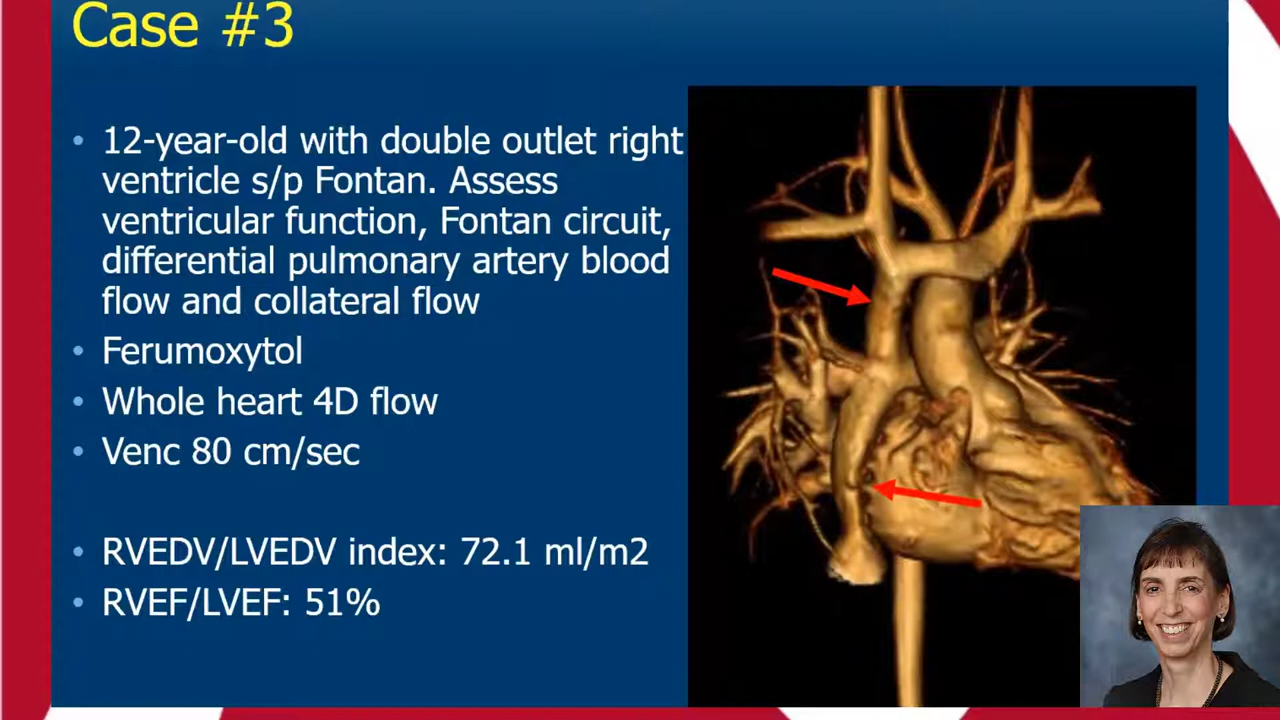 Case #3
• 12-year-old with double outlet right
ventricle s/p Fontan. Assess
ventricular function, Fontan circuit,
differential pulmonary artery blood
flow and collateral flow
• Ferumoxytol
• Whole heart 4D flow
• Venc 80 cm/sec
• RVEDV/LVEDV index: 72.1 ml/m2
• RVEF/LVEF: 51%